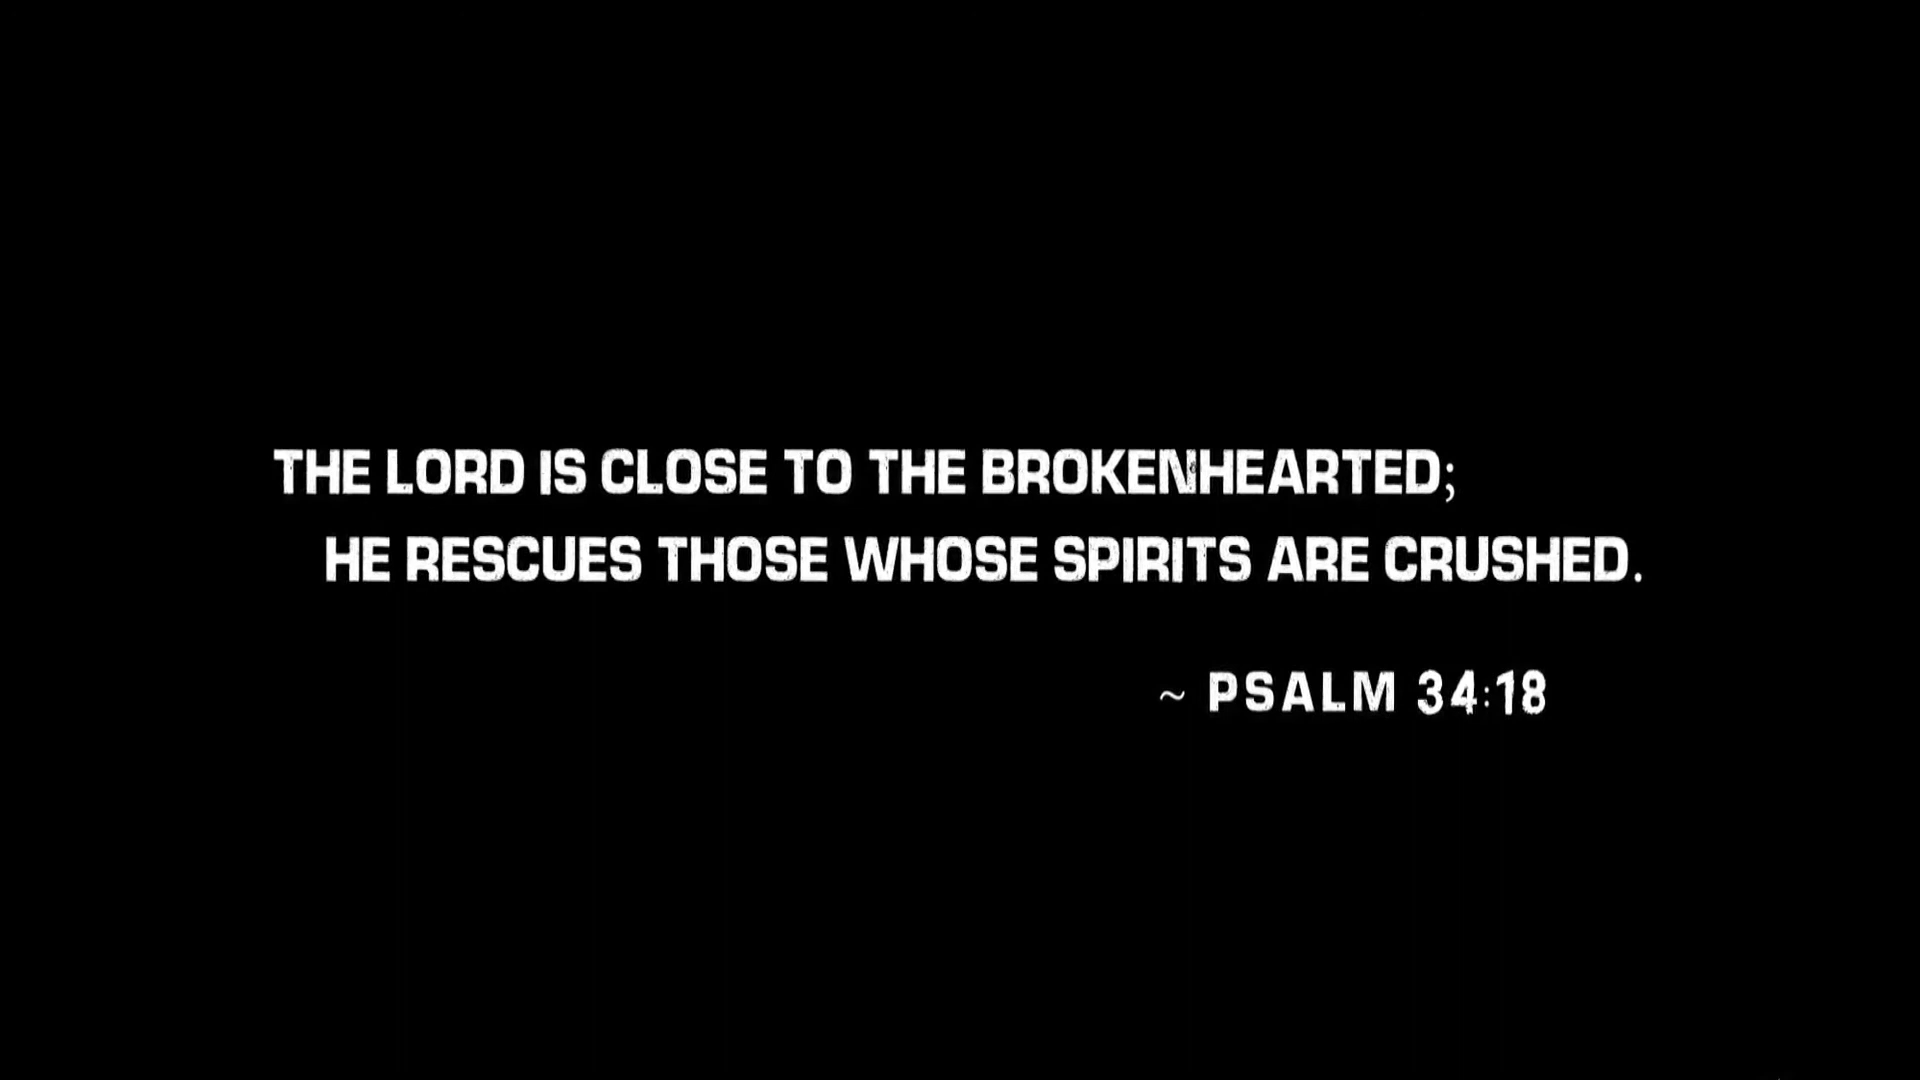 THE LORD IS CLOSE TO THE BROKENHEARTED;
HE RESCUES THOSE WHOSE SPIRITS ARE CRUSHED.
~ PSALM 34:18